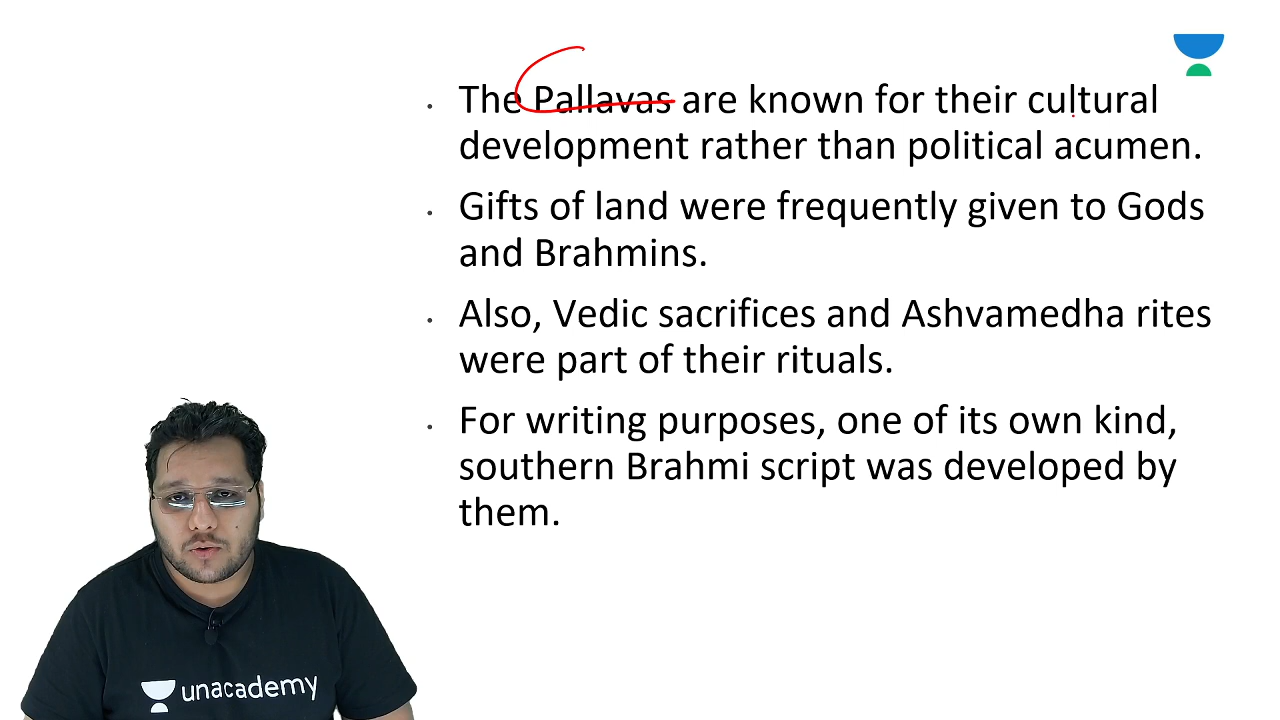 The Pallavas are known for their cultural
development rather than political acumen.
Gifts of land were frequently given to Gods
and Brahmins.
Also, Vedic sacrifices and Ashvamedha rites
were part of their rituals.
For writing purposes, one of its own kind,
southern Brahmi script was developed by
them.
unacademy